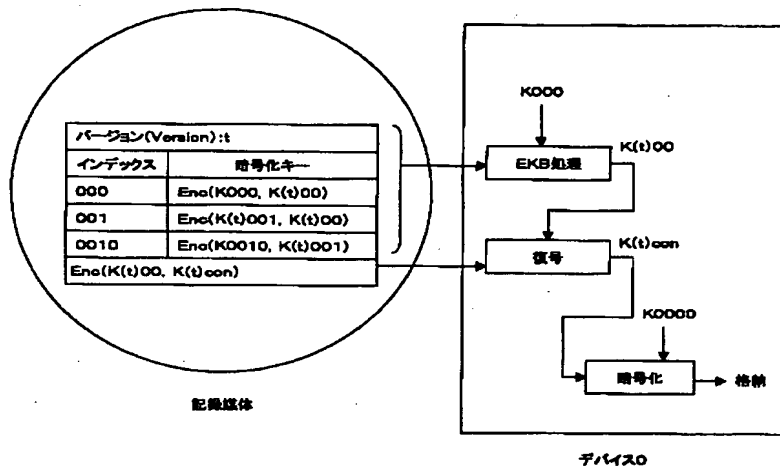 バージョン(Version):t
インデックス 暗号化キー
000 Enc(K000, K(t)00)
001 Enc(K(t)001, K(t)00)
0010 Enc(K0010, K(t)001)
Enc(K(t)00, K(t)con)
記録媒体
K000
EKB処理
K(t)00
復号
K(t)con
K0000
暗号化
格納
デバイス0